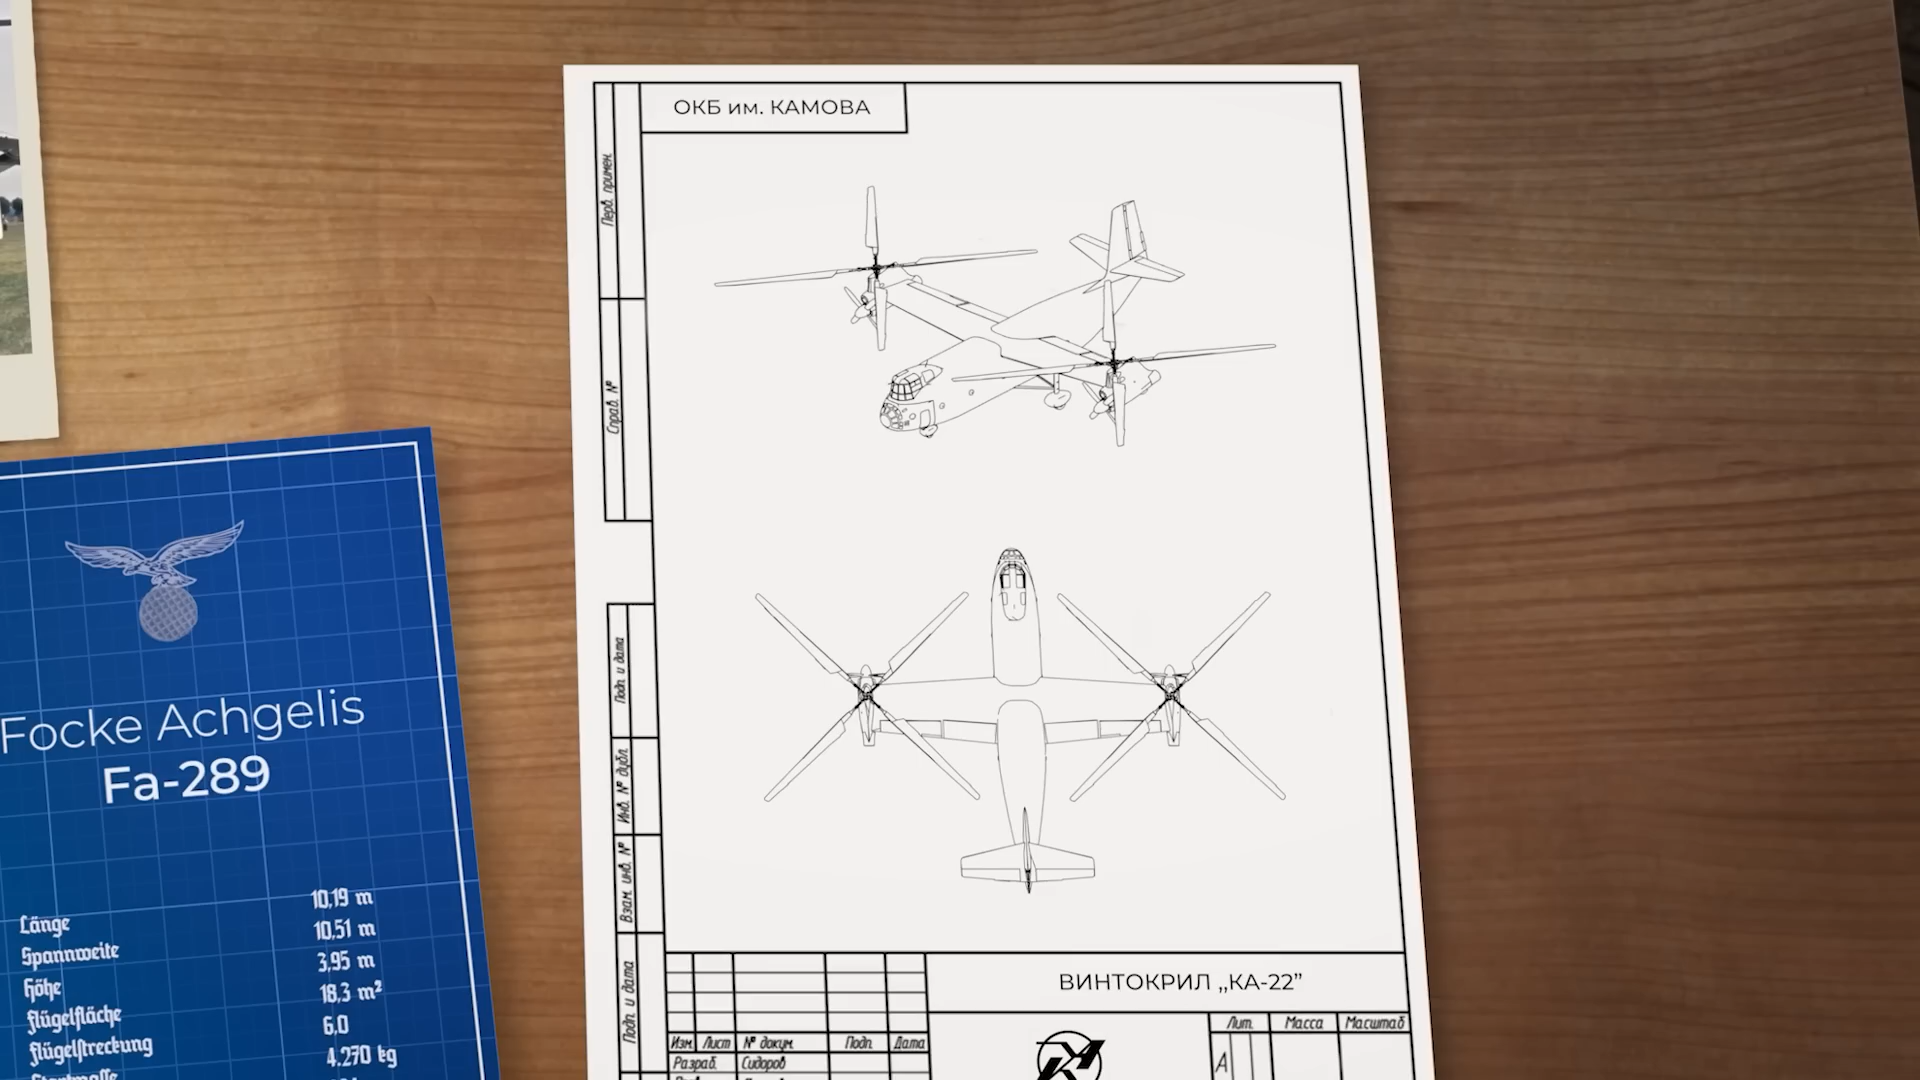 ОКБ им. КАМОВА
Перв. примен.
Справ. №
Подп. и дата
Инв. № дубл.
Взам. инв. №
Подп. и дата
ВИНТОКРИЛ „КА-22”
Лит. Масса Масштаб
А
Изм. Лист № докум. Подп. Дата
Разраб. Сидоров
Focke Achgelis
Fa-289
Länge 10,19 m
Spannweite 10,51 m
Höhe 3,95 m
Flügelfläche 18,3 m²
Flügelstreckung 6,0
4.270 kg